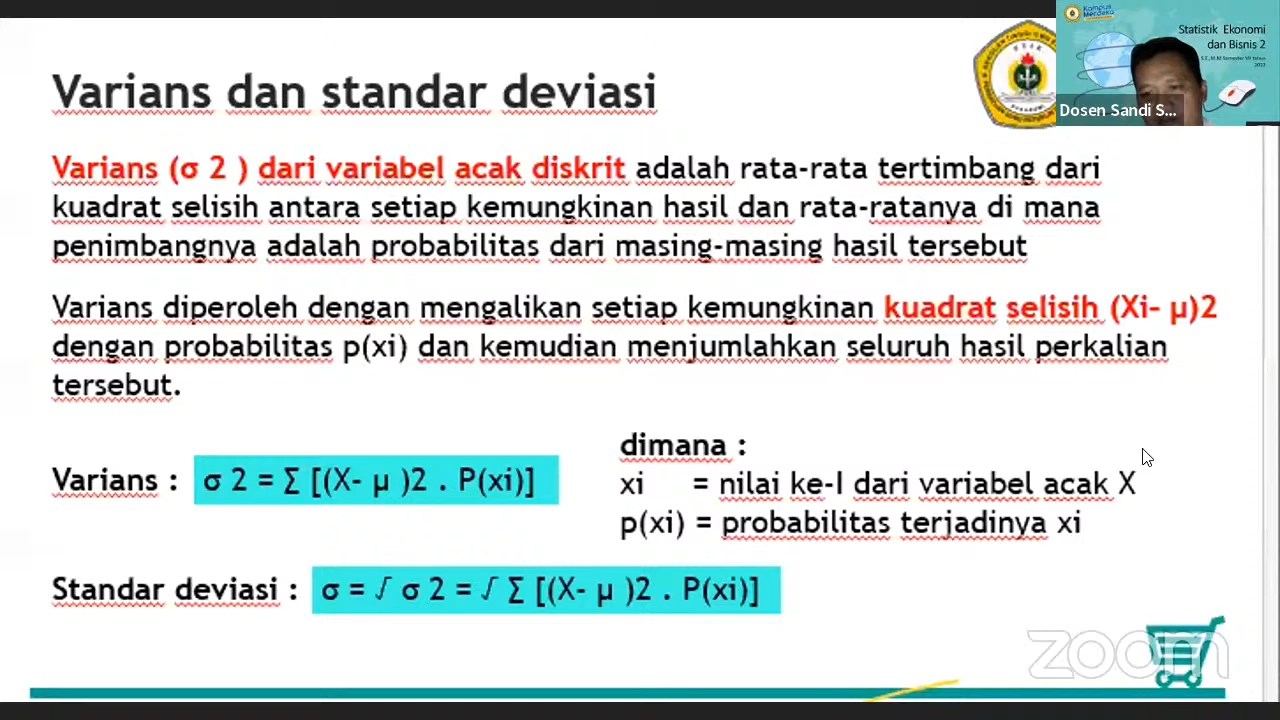 Kampus
Merdeka
Statistik Ekonomi
dan Bisnis 2
Dosen Sandi S...
Varians dan standar deviasi
Varians (σ 2 ) dari variabel acak diskrit adalah rata-rata tertimbang dari
kuadrat selisih antara setiap kemungkinan hasil dan rata-ratanya di mana
penimbangnya adalah probabilitas dari masing-masing hasil tersebut
Varians diperoleh dengan mengalikan setiap kemungkinan kuadrat selisih (Xi- μ)2
dengan probabilitas p(xi) dan kemudian menjumlahkan seluruh hasil perkalian
tersebut.
Varians : σ 2 = ∑ [(X- μ )2 . P(xi)]
dimana :
xi = nilai ke-I dari variabel acak X
p(xi) = probabilitas terjadinya xi
Standar deviasi : σ = √ σ 2 = √ ∑ [(X- μ )2 . P(xi)]
zoom